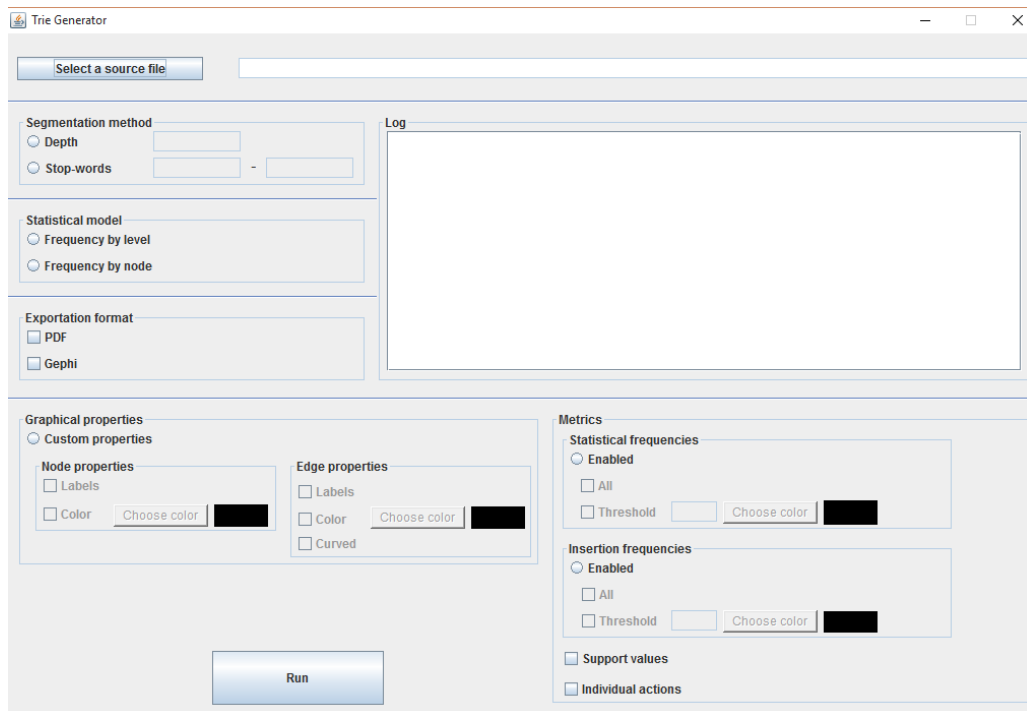 Trie Generator
Select a source file
Segmentation method
Depth
Stop-words -
Log
Statistical model
Frequency by level
Frequency by node
Exportation format
PDF
Gephi
Graphical properties
Custom properties
Node properties
Labels
Color Choose color
Edge properties
Labels
Color Choose color
Curved
Run
Metrics
Statistical frequencies
Enabled
All
Threshold Choose color
Insertion frequencies
Enabled
All
Threshold Choose color
Support values
Individual actions